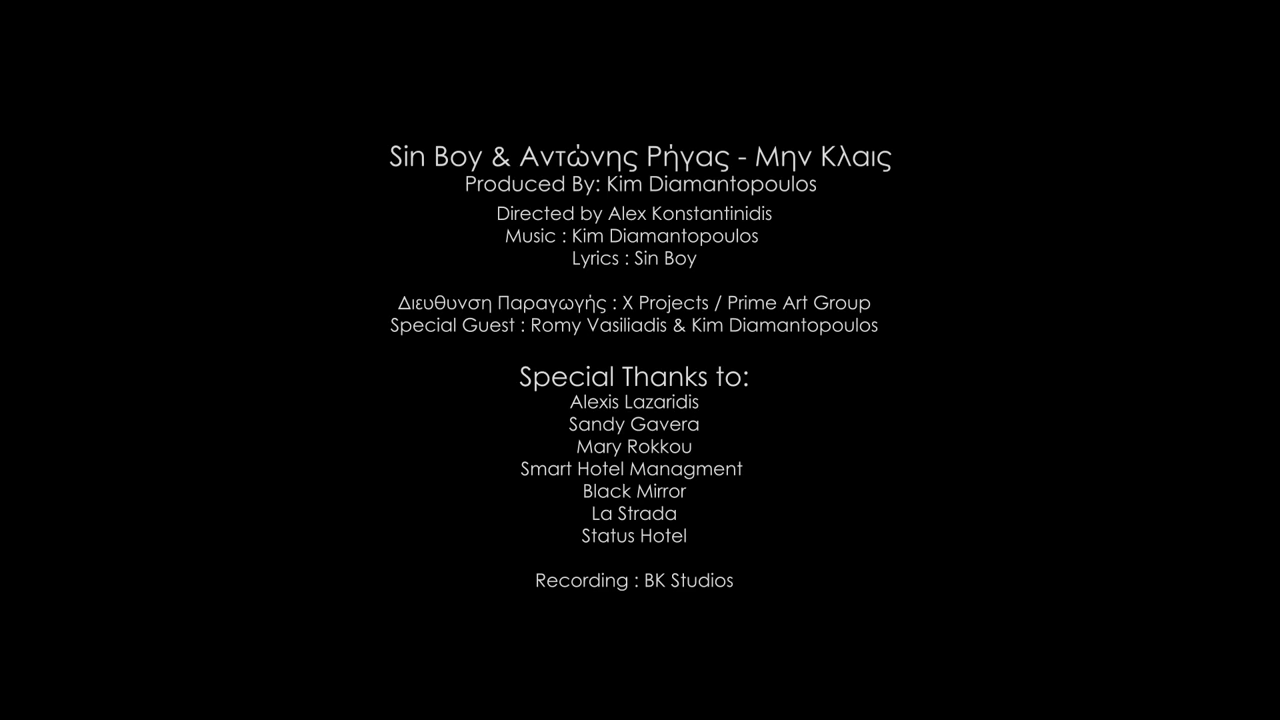 Sin Boy & Αντώνης Ρήγας - Μην Κλαις
Produced By: Kim Diamantopoulos
Directed by Alex Konstantinidis
Music : Kim Diamantopoulos
Lyrics : Sin Boy
Διευθυνση Παραγωγής : X Projects / Prime Art Group
Special Guest : Romy Vasiliadis & Kim Diamantopoulos
Special Thanks to:
Alexis Lazaridis
Sandy Gavera
Mary Rokkou
Smart Hotel Managment
Black Mirror
La Strada
Status Hotel
Recording : BK Studios